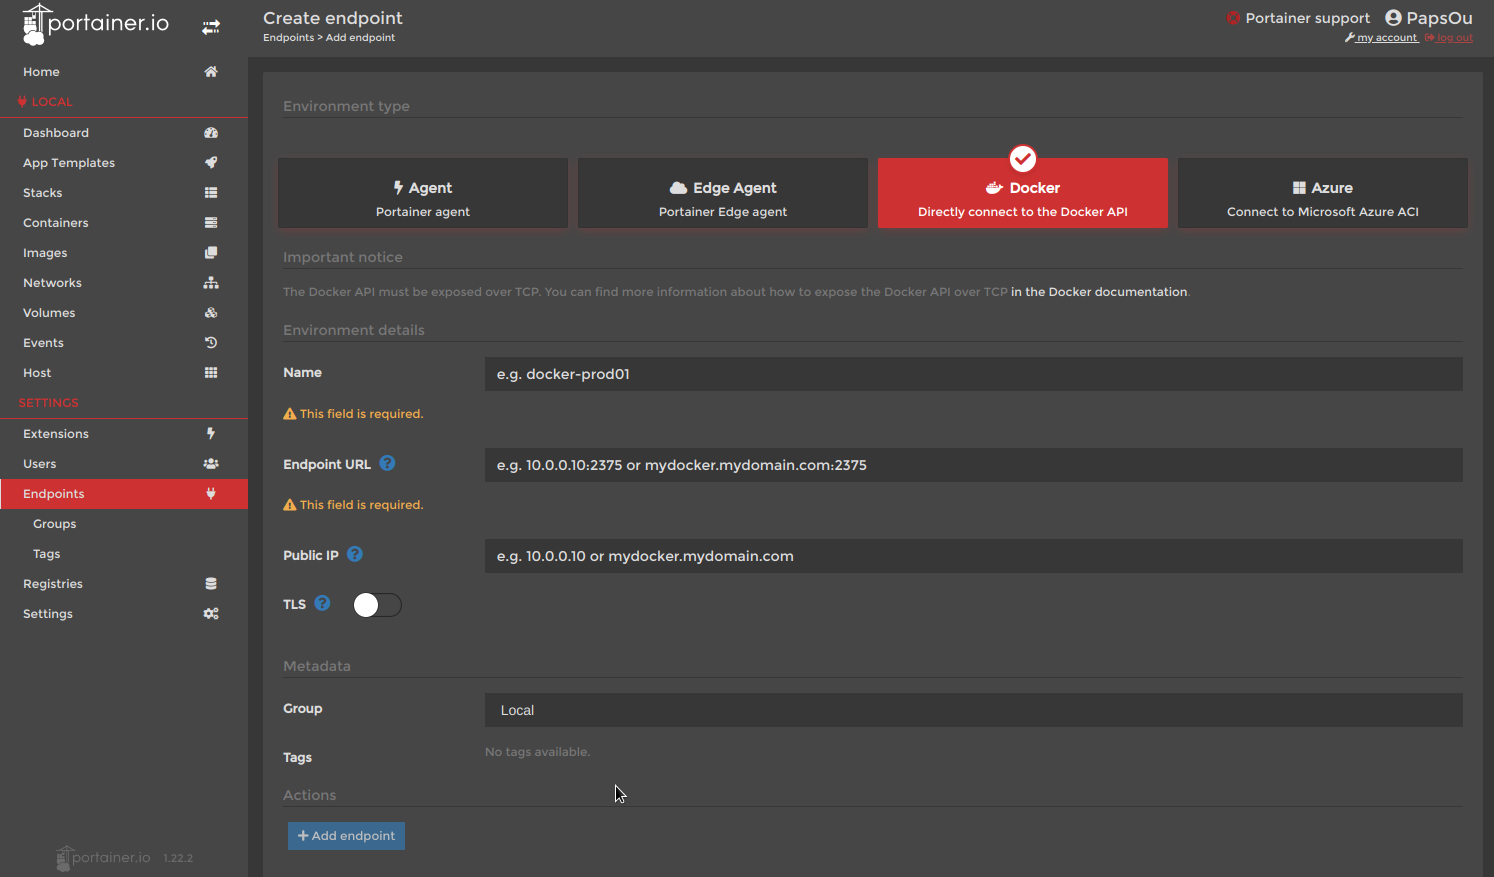 portainer.io
Home
LOCAL
Dashboard
App Templates
Stacks
Containers
Images
Networks
Volumes
Events
Host
SETTINGS
Extensions
Users
Endpoints
Groups
Tags
Registries
Settings
portainer.io 1.22.2
Create endpoint
Endpoints > Add endpoint
Portainer support PapsOu
my account log out
Environment type
Agent
Portainer agent
Edge Agent
Portainer Edge agent
Docker
Directly connect to the Docker API
Azure
Connect to Microsoft Azure ACI
Important notice
The Docker API must be exposed over TCP. You can find more information about how to expose the Docker API over TCP in the Docker documentation.
Environment details
Name e.g. docker-prod01
This field is required.
Endpoint URL ? e.g. 10.0.0.10:2375 or mydocker.mydomain.com:2375
This field is required.
Public IP ? e.g. 10.0.0.10 or mydocker.mydomain.com
TLS ?
Metadata
Group Local
Tags No tags available.
Actions
+ Add endpoint